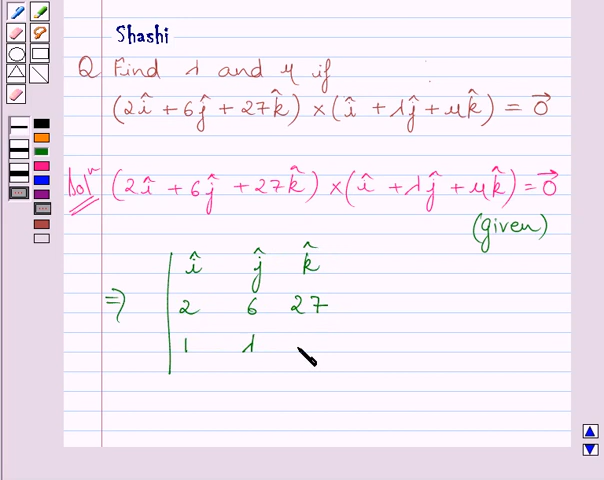 Shashi
Q Find λ and μ if
(2î + 6ĵ + 27k̂) × (î + λĵ + μk̂) = 0⃗
Solⁿ (2î + 6ĵ + 27k̂) × (î + λĵ + μk̂) = 0⃗
(given)
î ĵ k̂
⇒ | 2 6 27
1 λ